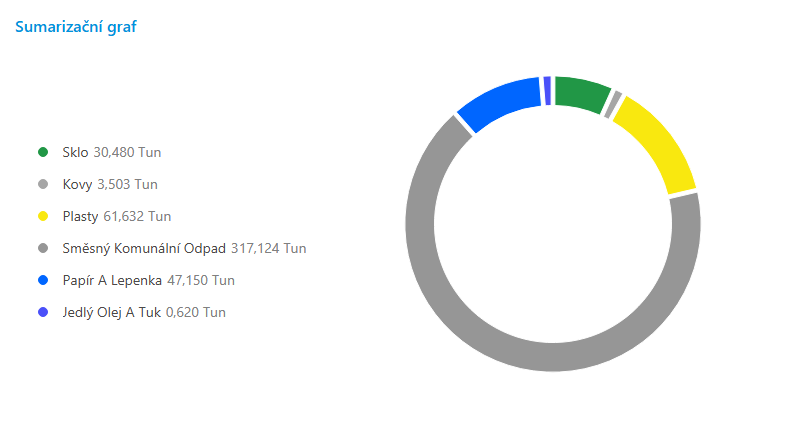 Sumarizační graf
Sklo 30,480 Tun
Kovy 3,503 Tun
Plasty 61,632 Tun
Směsný Komunální Odpad 317,124 Tun
Papír A Lepenka 47,150 Tun
Jedlý Olej A Tuk 0,620 Tun